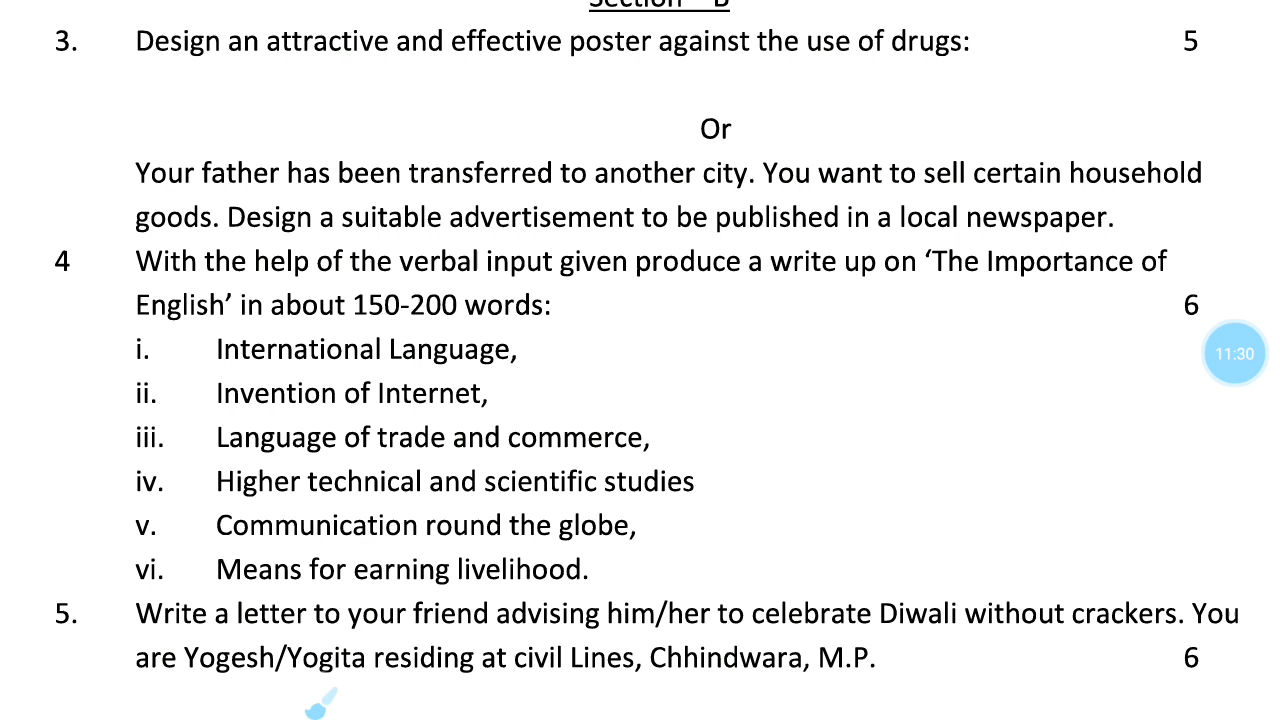 Section – B
3. Design an attractive and effective poster against the use of drugs: 5
Or
Your father has been transferred to another city. You want to sell certain household
goods. Design a suitable advertisement to be published in a local newspaper.
4 With the help of the verbal input given produce a write up on ‘The Importance of
English’ in about 150-200 words: 6
i. International Language,
11:30
ii. Invention of Internet,
iii. Language of trade and commerce,
iv. Higher technical and scientific studies
v. Communication round the globe,
vi. Means for earning livelihood.
5. Write a letter to your friend advising him/her to celebrate Diwali without crackers. You
are Yogesh/Yogita residing at civil Lines, Chhindwara, M.P. 6